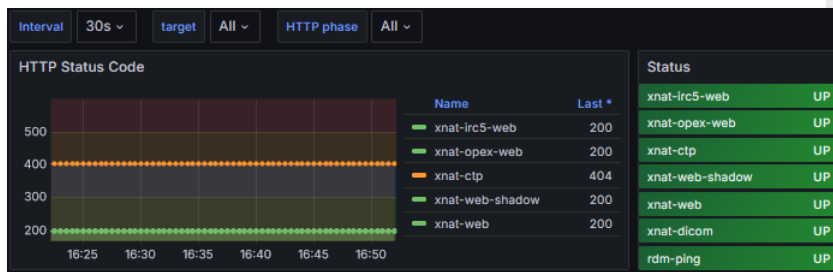 Interval 30s target All HTTP phase All
HTTP Status Code
500
400
300
200
16:25 16:30 16:35 16:40 16:45 16:50
Name Last *
xnat-irc5-web 200
xnat-opex-web 200
xnat-ctp 404
xnat-web-shadow 200
xnat-web 200
Status
xnat-irc5-web UP
xnat-opex-web UP
xnat-ctp UP
xnat-web-shadow UP
xnat-web UP
xnat-dicom UP
rdm-ping UP